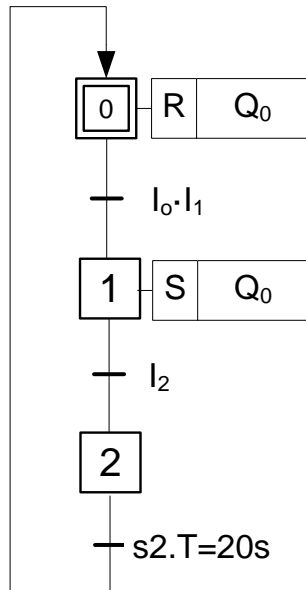 0 R Q₀
Iₒ·I₁
1 S Q₀
I₂
2
s2.T=20s